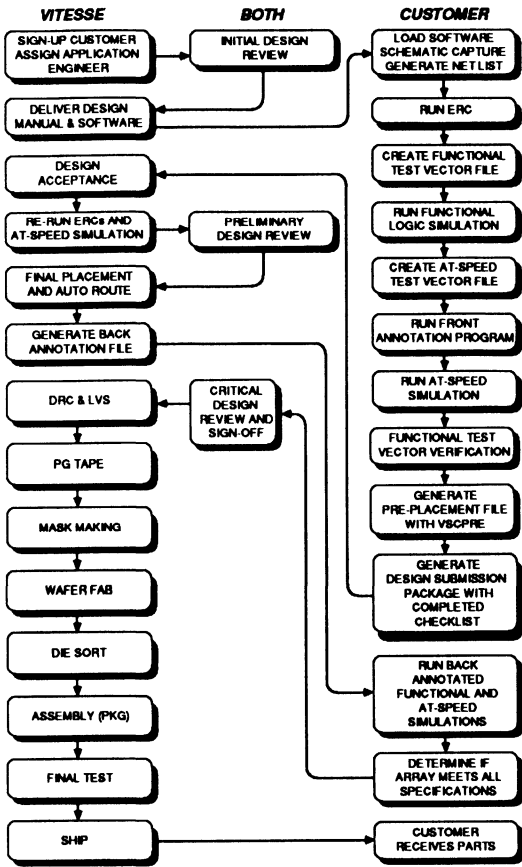 VITESSE
BOTH
CUSTOMER
SIGN-UP CUSTOMER
ASSIGN APPLICATION
ENGINEER
INITIAL DESIGN
REVIEW
DELIVER DESIGN
MANUAL & SOFTWARE
LOAD SOFTWARE
SCHEMATIC CAPTURE
GENERATE NET LIST
RUN ERC
CREATE FUNCTIONAL
TEST VECTOR FILE
RUN FUNCTIONAL
LOGIC SIMULATION
CREATE AT-SPEED
TEST VECTOR FILE
RUN FRONT
ANNOTATION PROGRAM
RUN AT-SPEED
SIMULATION
FUNCTIONAL TEST
VECTOR VERIFICATION
GENERATE
PRE-PLACEMENT FILE
WITH VSCPRE
GENERATE
DESIGN SUBMISSION
PACKAGE WITH
COMPLETED
CHECKLIST
DESIGN
ACCEPTANCE
RE-RUN ERCs AND
AT-SPEED SIMULATION
PRELIMINARY
DESIGN REVIEW
FINAL PLACEMENT
AND AUTO ROUTE
GENERATE BACK
ANNOTATION FILE
RUN BACK
ANNOTATED
FUNCTIONAL AND
AT-SPEED
SIMULATIONS
DETERMINE IF
ARRAY MEETS ALL
SPECIFICATIONS
CRITICAL
DESIGN
REVIEW AND
SIGN-OFF
DRC & LVS
PG TAPE
MASK MAKING
WAFER FAB
DIE SORT
ASSEMBLY (PKG)
FINAL TEST
SHIP
CUSTOMER
RECEIVES PARTS